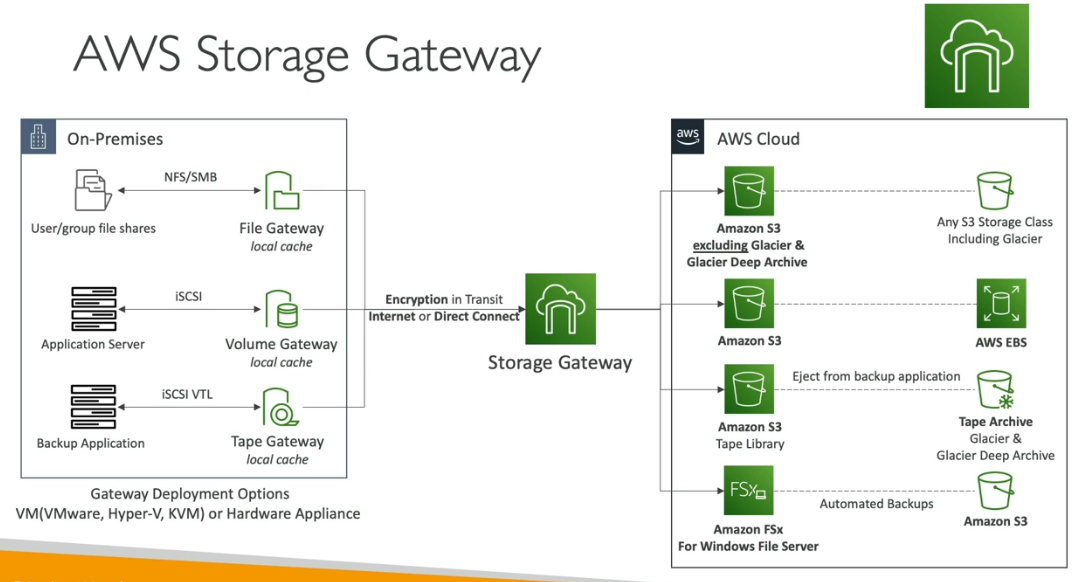 AWS Storage Gateway
On-Premises
NFS/SMB
User/group file shares
File Gateway
local cache
iSCSI
Application Server
Volume Gateway
local cache
iSCSI VTL
Backup Application
Tape Gateway
local cache
Gateway Deployment Options
VM(VMware, Hyper-V, KVM) or Hardware Appliance
Encryption in Transit
Internet or Direct Connect
Storage Gateway
aws
AWS Cloud
Amazon S3
excluding Glacier &
Glacier Deep Archive
Any S3 Storage Class
Including Glacier
Amazon S3
AWS EBS
Amazon S3
Tape Library
Eject from backup application
Tape Archive
Glacier &
Glacier Deep Archive
FSx
Amazon FSx
For Windows File Server
Automated Backups
Amazon S3